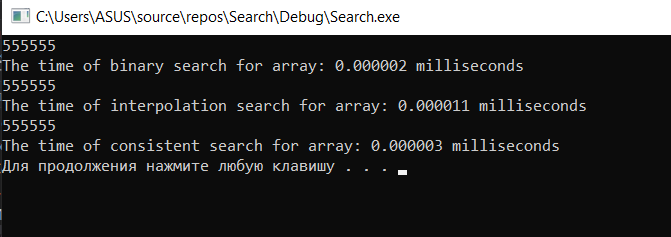 C:\Users\ASUS\source\repos\Search\Debug\Search.exe
555555
The time of binary search for array: 0.000002 milliseconds
555555
The time of interpolation search for array: 0.000011 milliseconds
555555
The time of consistent search for array: 0.000003 milliseconds
Для продолжения нажмите любую клавишу . . .